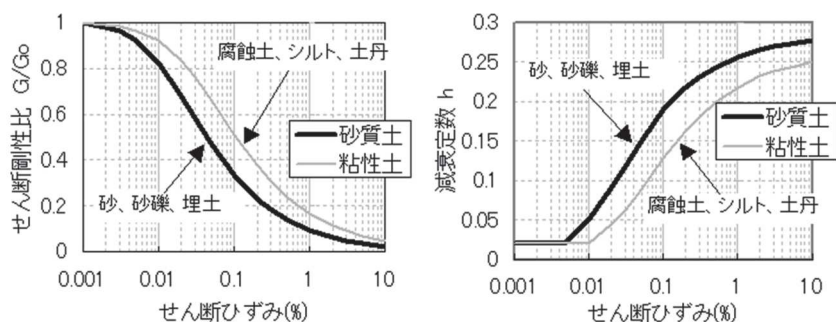 せん断剛性比 G/Go
1
0.8
0.6
0.4
0.2
0
腐蝕土、シルト、土丹
砂質土
粘性土
砂、砂礫、埋土
0.001
0.01
0.1
1
10
せん断ひずみ(%)
減衰定数 h
0.30
0.25
0.20
0.15
0.10
0.05
0
砂、砂礫、埋土
砂質土
粘性土
腐蝕土、シルト、土丹
0.001
0.01
0.1
1
10
せん断ひずみ(%)